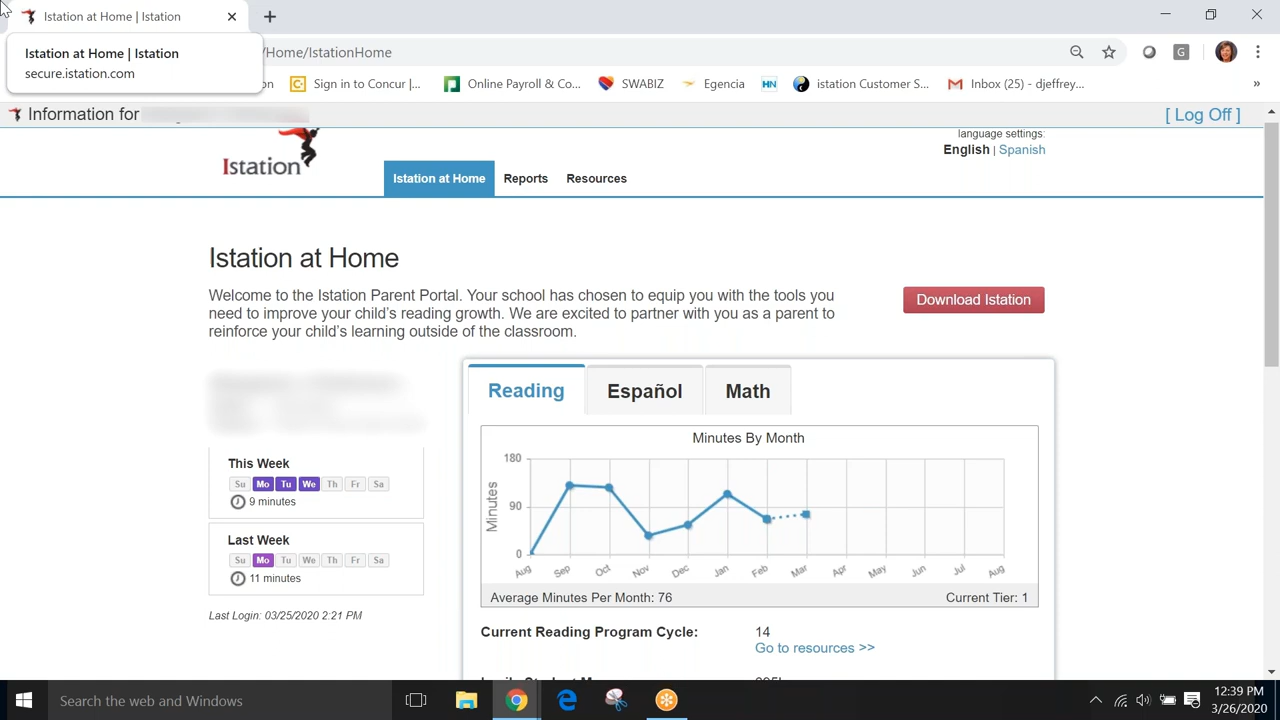 Istation at Home | Istation
Istation at Home | Istation
secure.istation.com
/Home/IstationHome
on
Sign in to Concur |...
Online Payroll & Co...
SWABIZ
Egencia
HN
istation Customer S...
Inbox (25) - djeffrey...
»
Information for
[ Log Off ]
language settings:
English | Spanish
Istation
Istation at Home
Reports
Resources
Istation at Home
Welcome to the Istation Parent Portal. Your school has chosen to equip you with the tools you
need to improve your child's reading growth. We are excited to partner with you as a parent to
reinforce your child's learning outside of the classroom.
Download Istation
Reading
Español
Math
This Week
Su Mo Tu We Th Fr Sa
9 minutes
Last Week
Su Mo Tu We Th Fr Sa
11 minutes
Last Login: 03/25/2020 2:21 PM
Minutes By Month
180
90
0
Minutes
Aug Sep Oct Nov Dec Jan Feb Mar Apr May Jun Jul Aug
Average Minutes Per Month: 76
Current Tier: 1
Current Reading Program Cycle:
14
Go to resources >>
Search the web and Windows
12:39 PM
3/26/2020